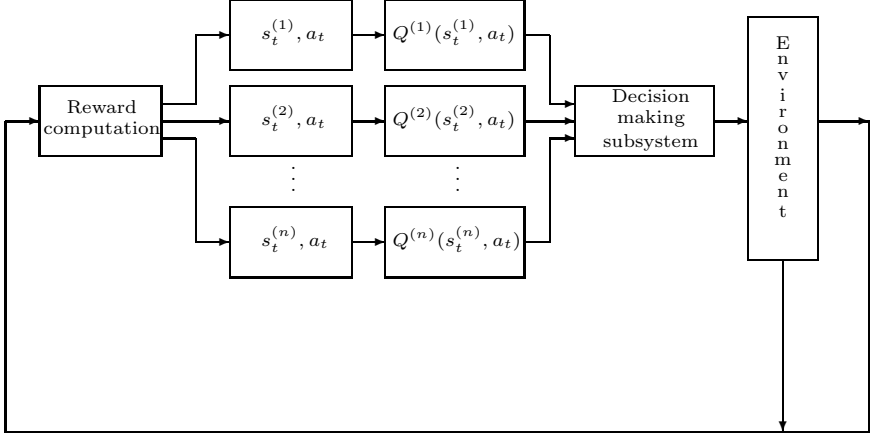 $s_t^{(1)}, a_t$
$Q^{(1)}(s_t^{(1)}, a_t)$
Reward
computation
$s_t^{(2)}, a_t$
$Q^{(2)}(s_t^{(2)}, a_t)$
Decision
making
subsystem
⋮
⋮
$s_t^{(n)}, a_t$
$Q^{(n)}(s_t^{(n)}, a_t)$
E
n
v
i
r
o
n
m
e
n
t